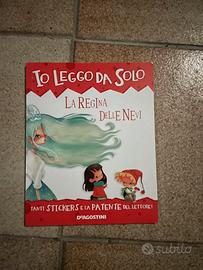 IO LEGGO DA SOLO
LA REGINA
DELLE NEVI
TANTI STICKERS E LA PATENTE DEL LETTORE!
DeAGOSTINI
subito